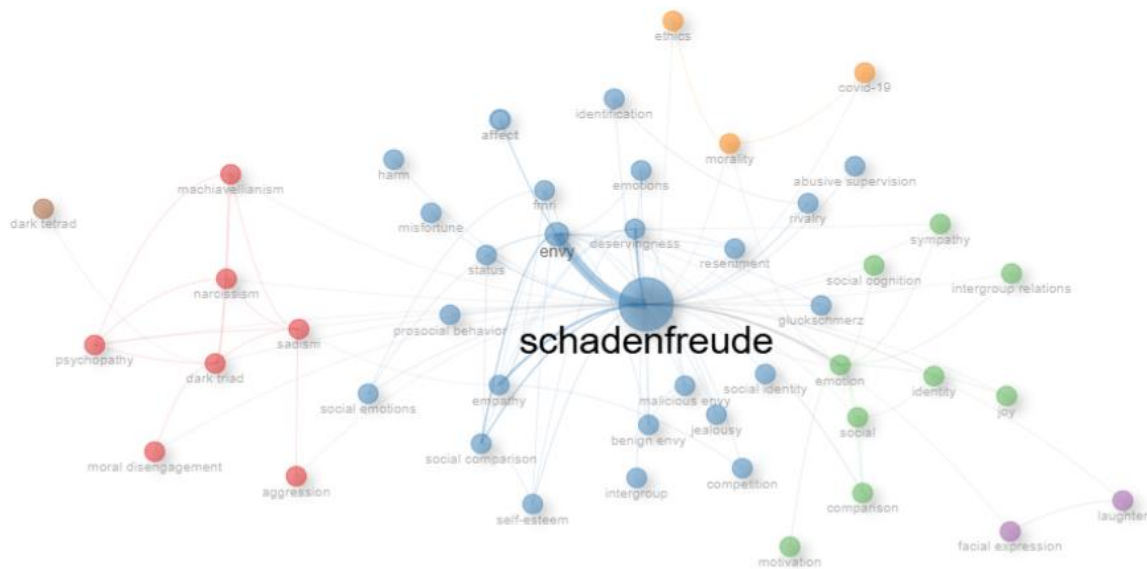 ethics
covid-19
identification
affect
morality
harm
emotions
abusive supervision
machiavellianism
fmri
rivalry
dark tetrad
misfortune
deservingness
sympathy
envy
status
resentment
social cognition
intergroup relations
narcissism
gluckschmerz
prosocial behavior
schadenfreude
sadism
psychopathy
dark triad
social identity
emotion
identity
empathy
malicious envy
social emotions
joy
jealousy
social
benign envy
moral disengagement
social comparison
competition
intergroup
aggression
comparison
self-esteem
laughter
facial expression
motivation